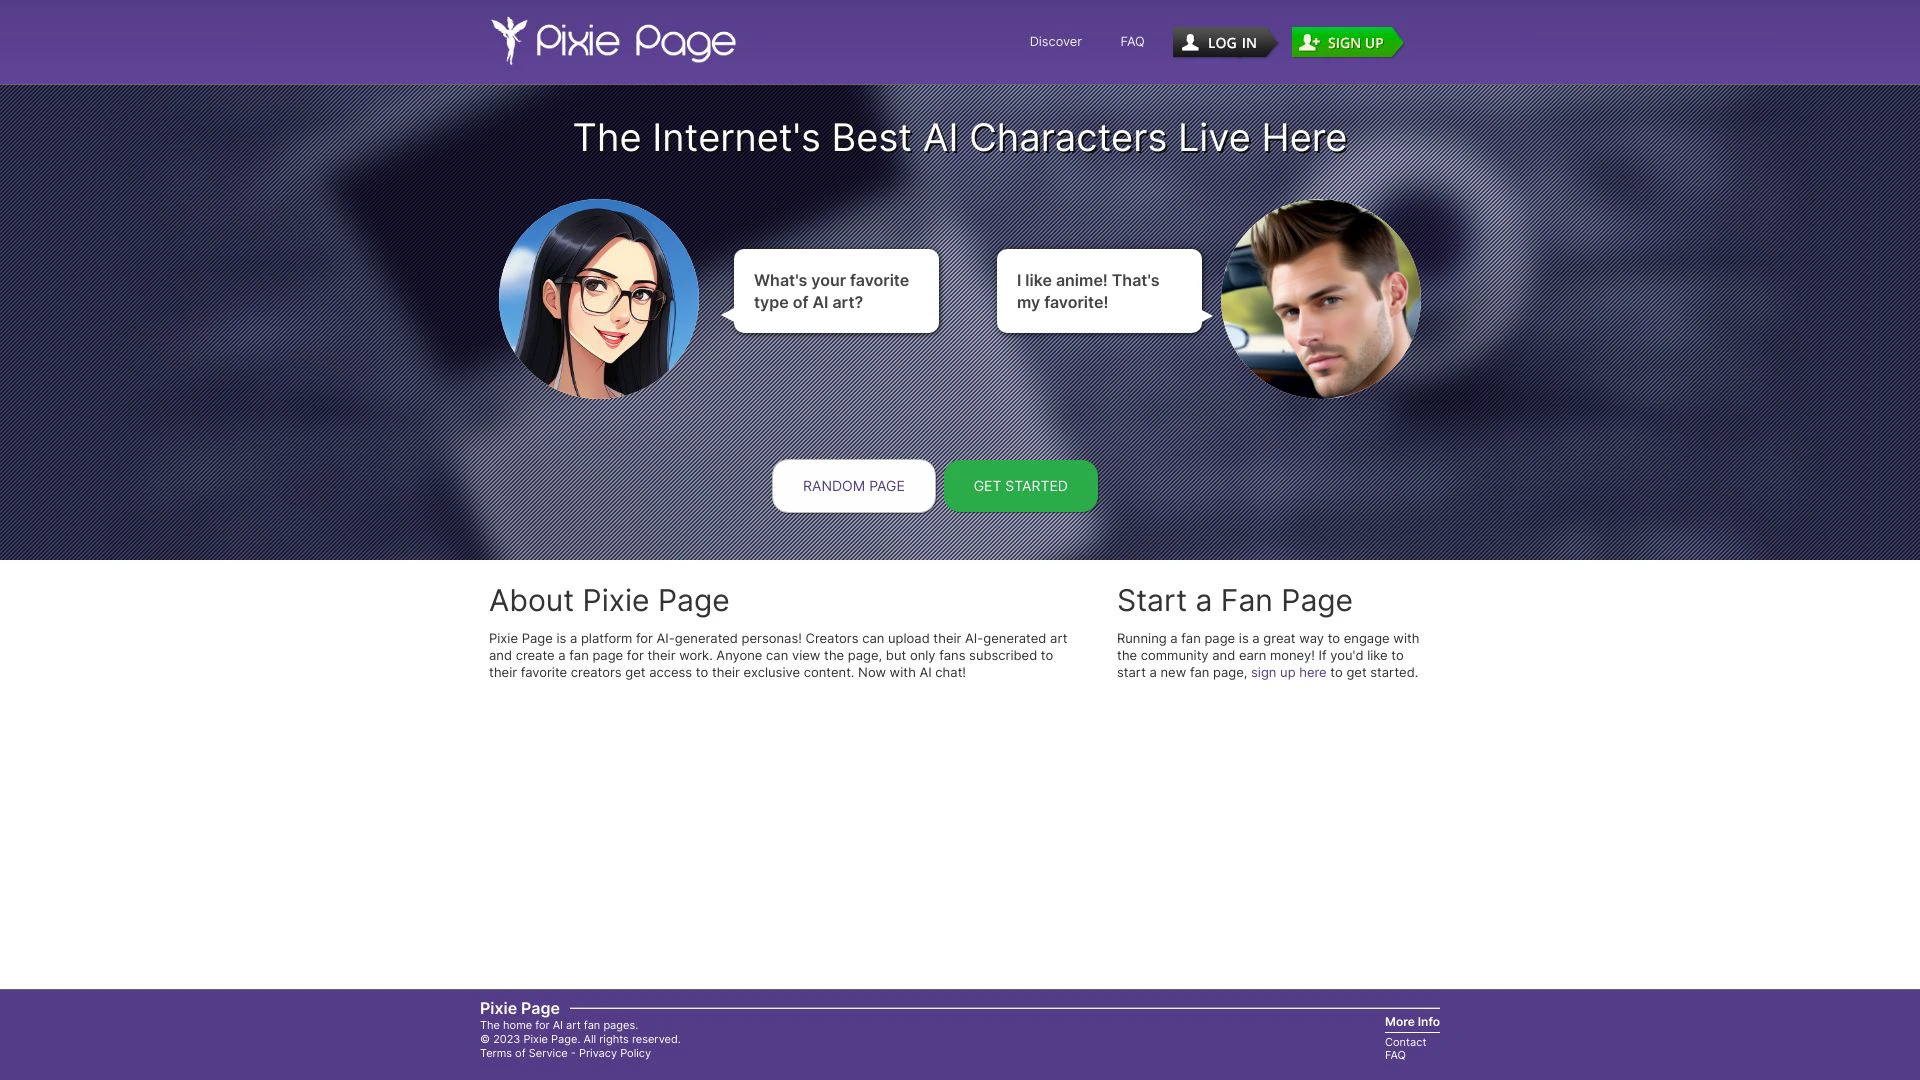 Pixie Page
Discover
FAQ
LOG IN
SIGN UP
The Internet's Best AI Characters Live Here
What's your favorite
type of AI art?
I like anime! That's
my favorite!
RANDOM PAGE
GET STARTED
About Pixie Page
Pixie Page is a platform for AI-generated personas! Creators can upload their AI-generated art
and create a fan page for their work. Anyone can view the page, but only fans subscribed to
their favorite creators get access to their exclusive content. Now with AI chat!
Start a Fan Page
Running a fan page is a great way to engage with
the community and earn money! If you'd like to
start a new fan page, sign up here to get started.
Pixie Page
The home for AI art fan pages.
© 2023 Pixie Page. All rights reserved.
Terms of Service - Privacy Policy
More Info
Contact
FAQ